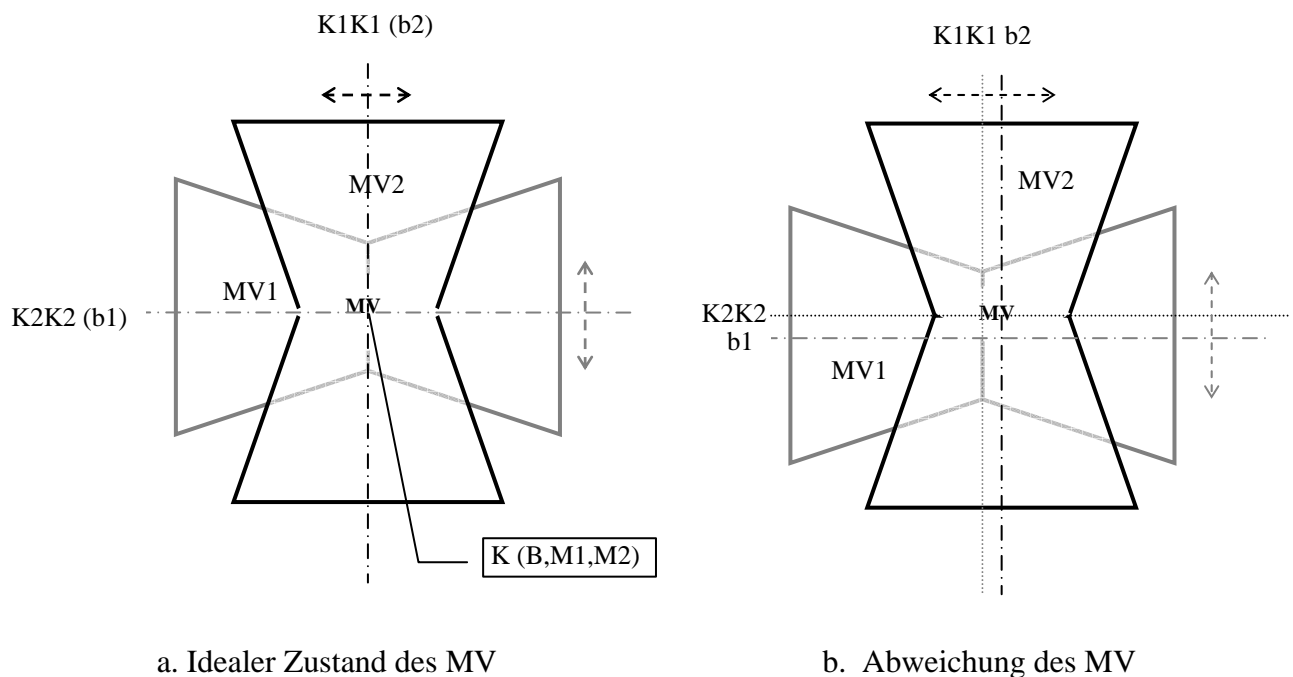 K1K1 (b2)
MV2
MV1
MV
K2K2 (b1)
K (B,M1,M2)
a. Idealer Zustand des MV
K1K1 b2
MV2
K2K2
MV
b1
MV1
b. Abweichung des MV